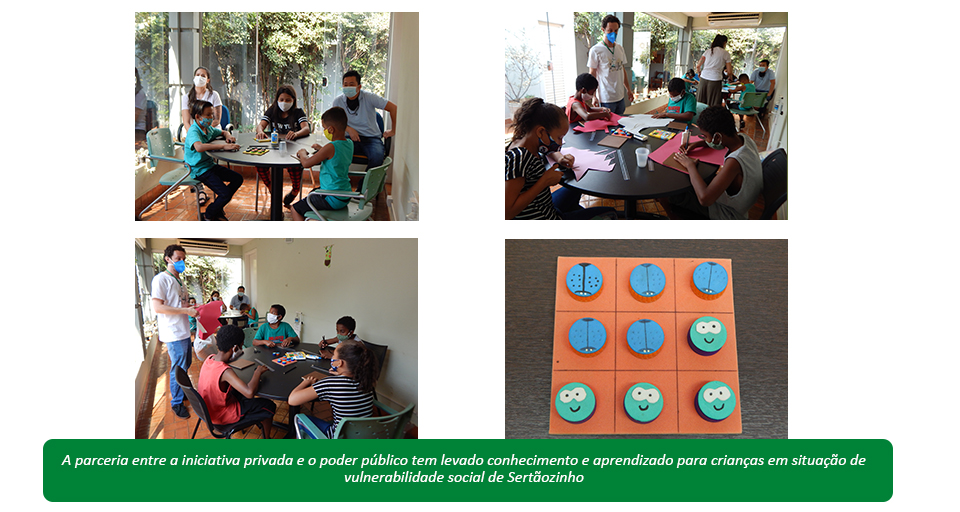 A parceria entre a iniciativa privada e o poder público tem levado conhecimento e aprendizado para crianças em situação de
vulnerabilidade social de Sertãozinho